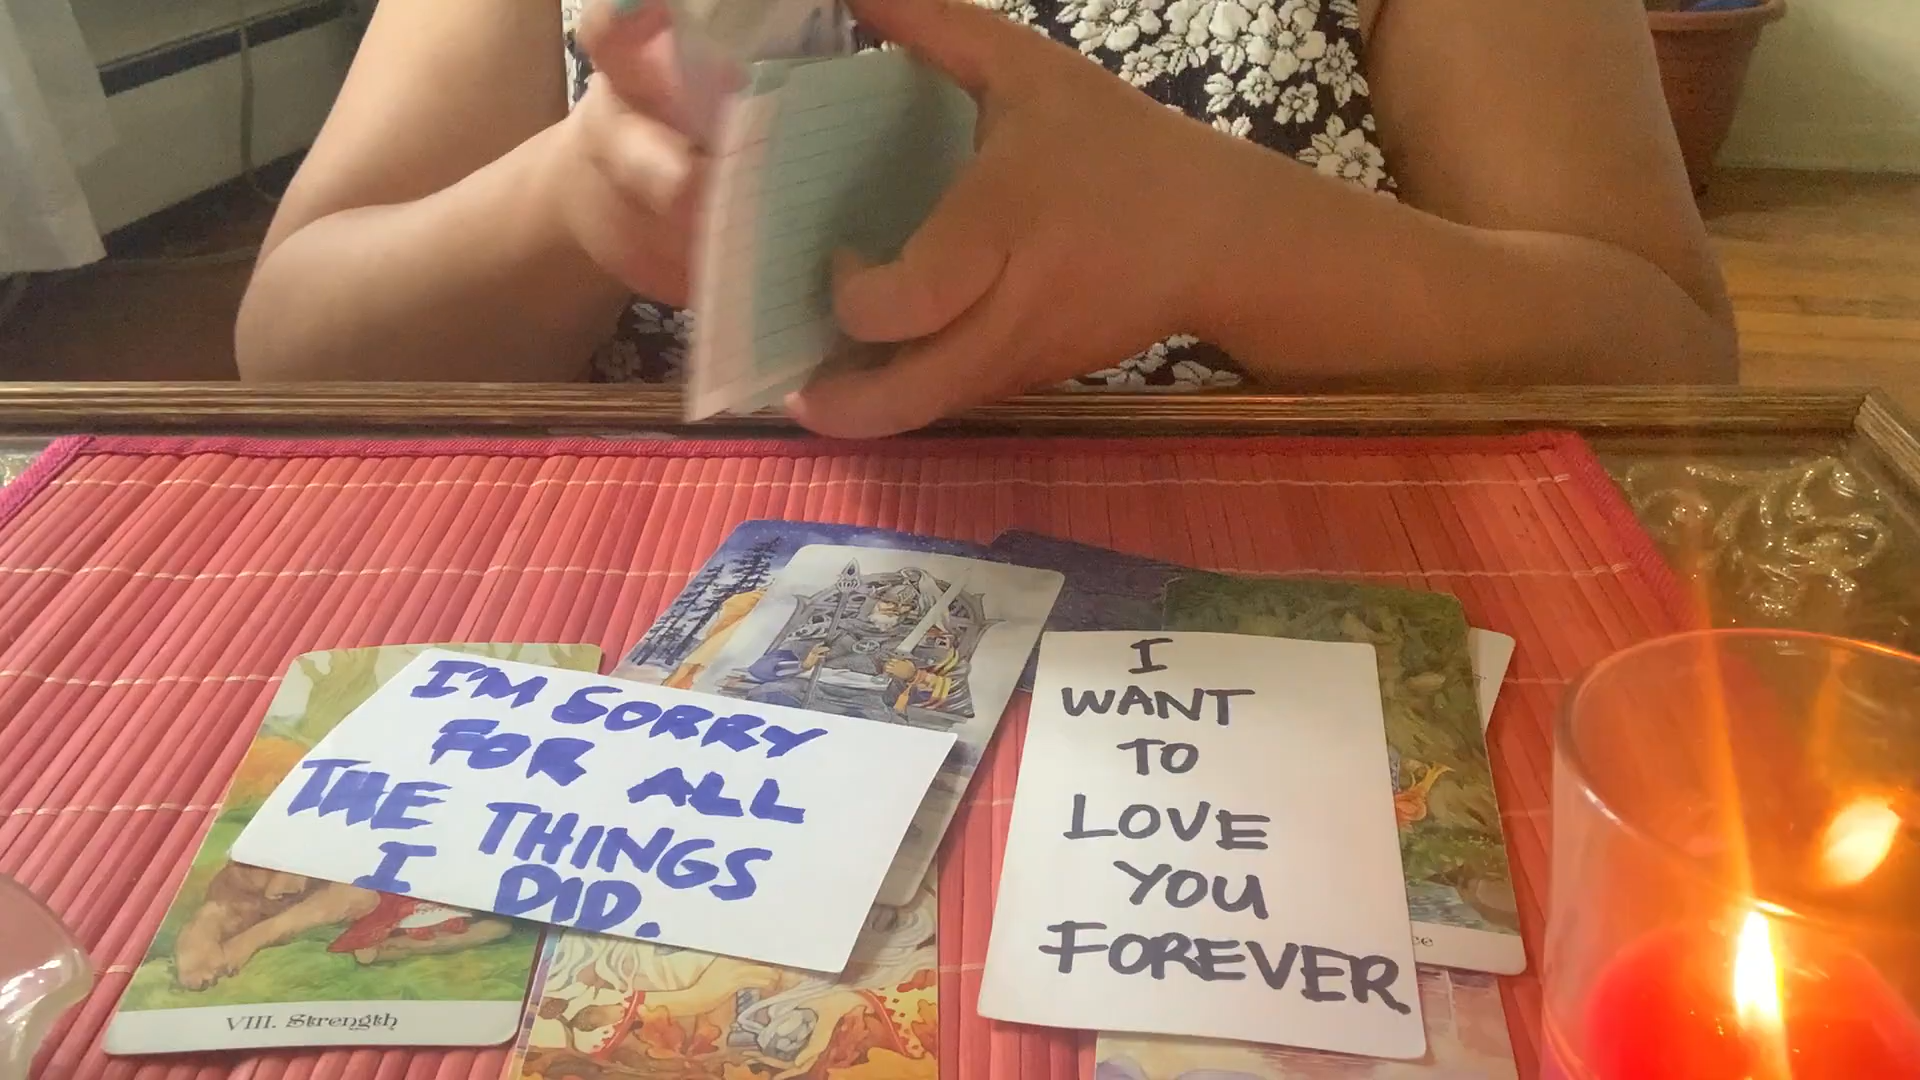 I'M SORRY
FOR ALL
THE THINGS
I DID.
I
WANT
TO
LOVE
YOU
FOREVER
VIII. Strength